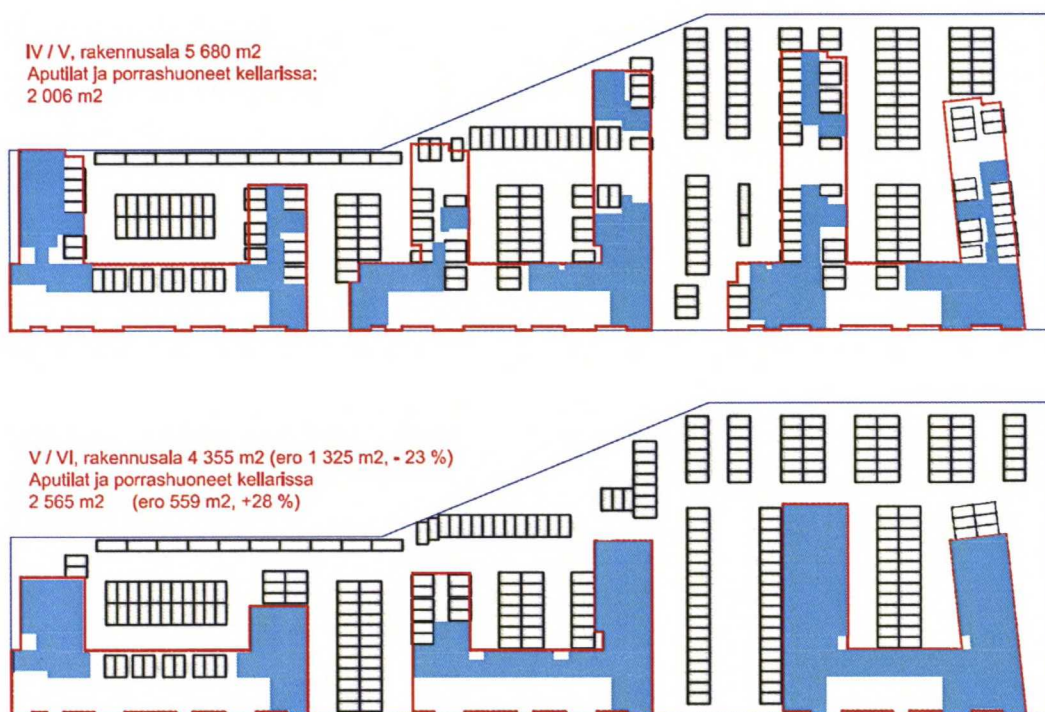 IV / V, rakennusala 5 680 m2
Aputilat ja porrashuoneet kellarissa:
2 006 m2
V / VI, rakennusala 4 355 m2 (ero 1 325 m2, - 23 %)
Aputilat ja porrashuoneet kellarissa
2 565 m2 (ero 559 m2, +28 %)